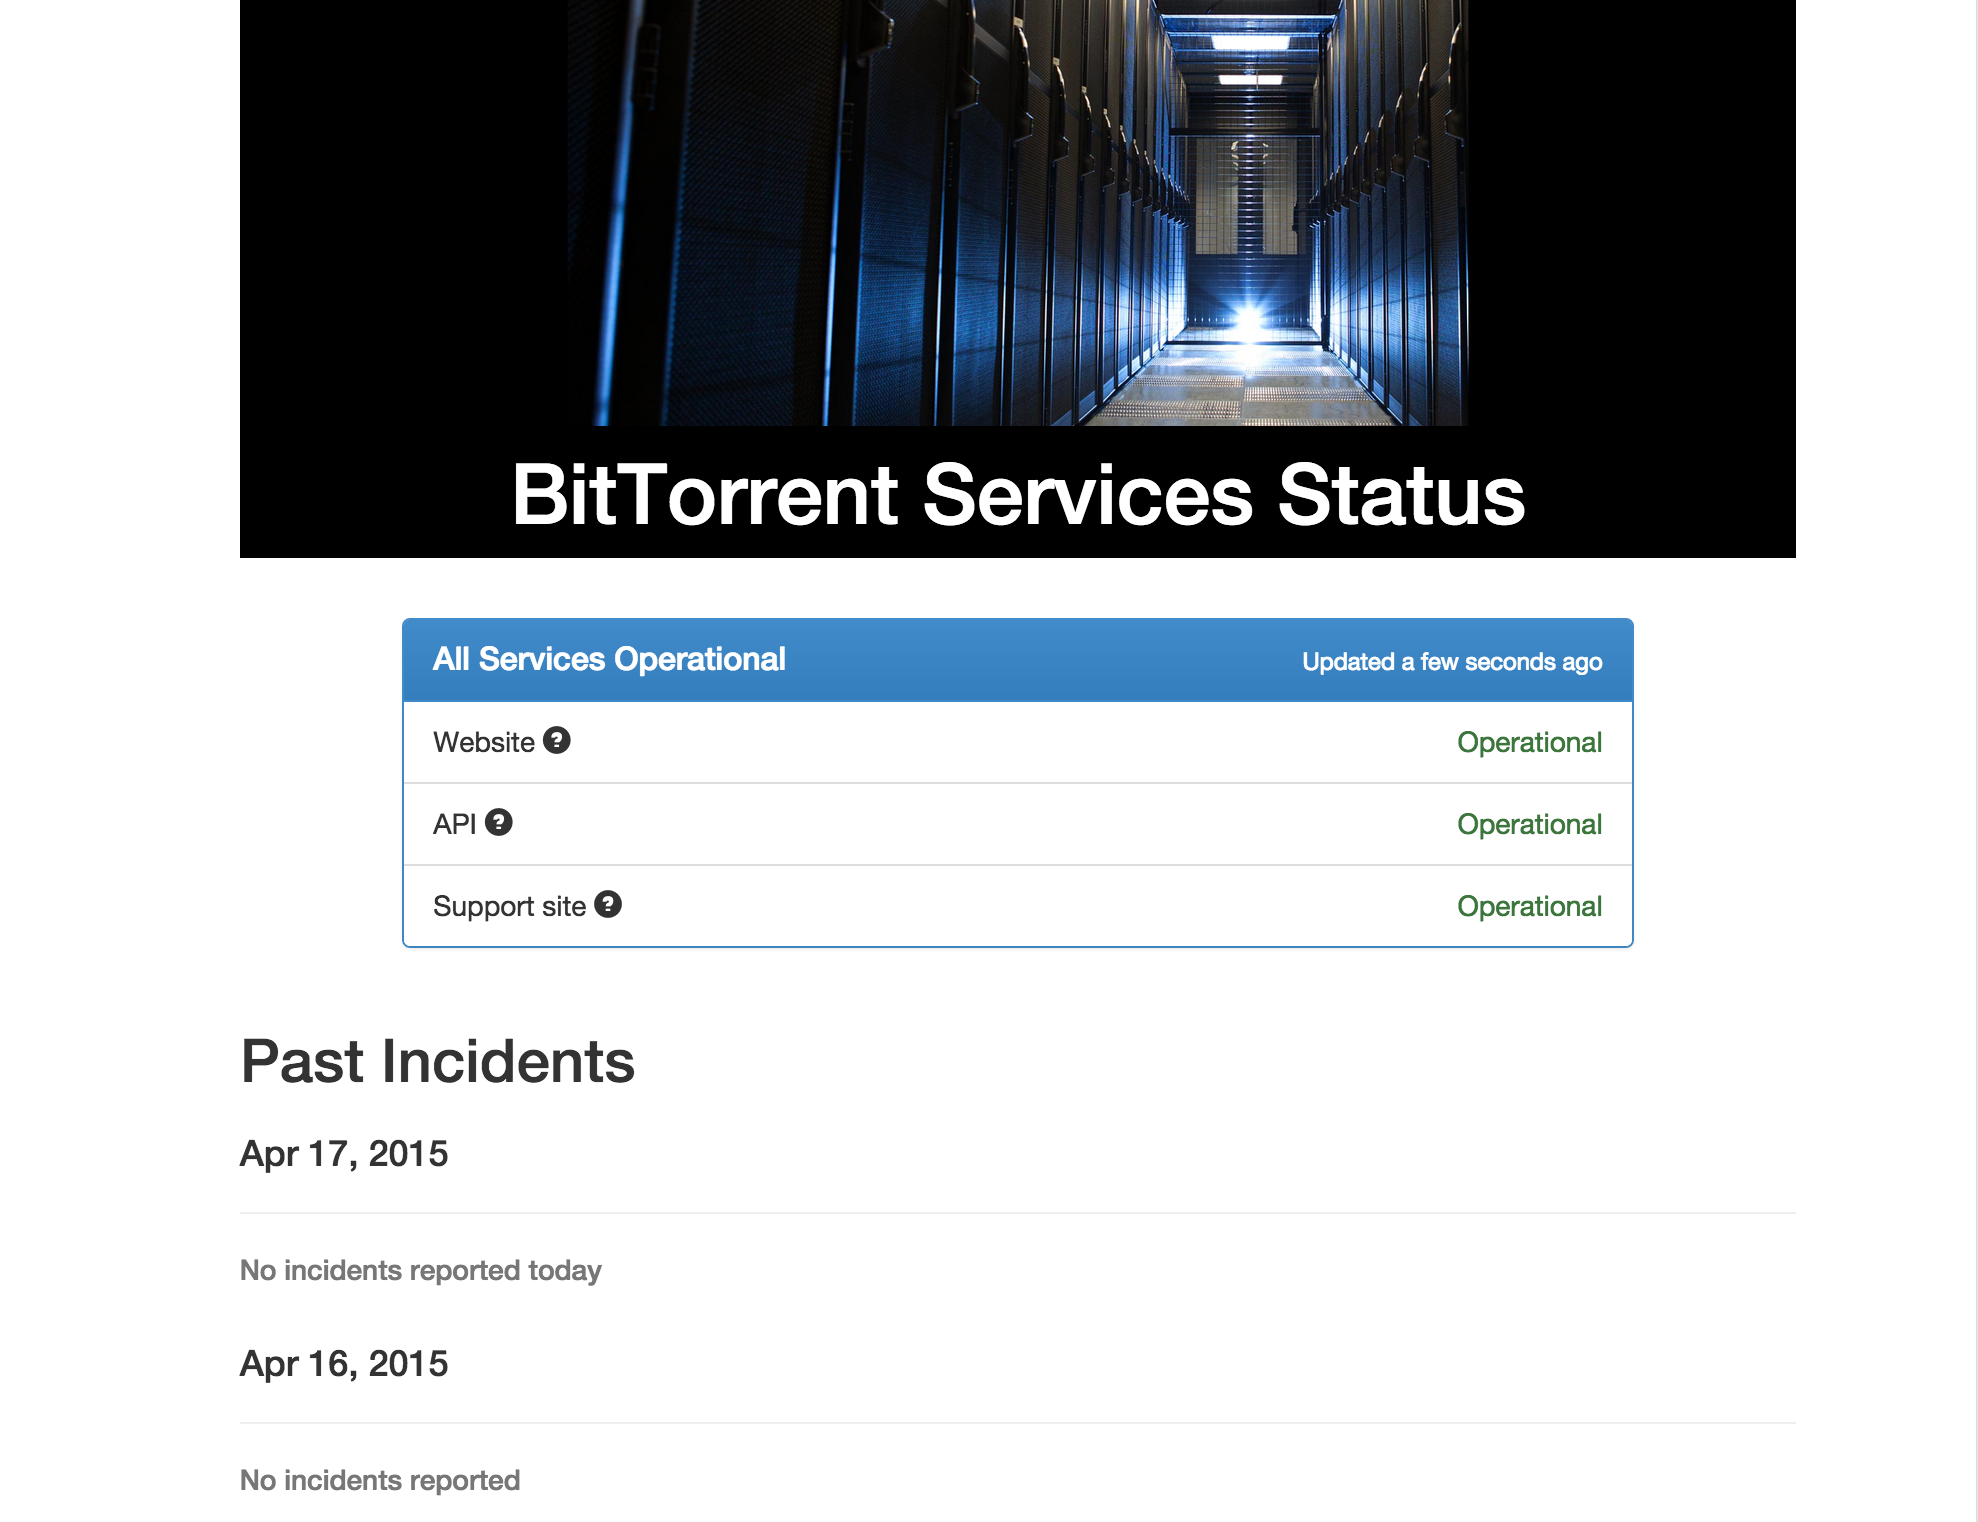 BitTorrent Services Status
All Services Operational Updated a few seconds ago
Website ? Operational
API ? Operational
Support site ? Operational
Past Incidents
Apr 17, 2015
No incidents reported today
Apr 16, 2015
No incidents reported